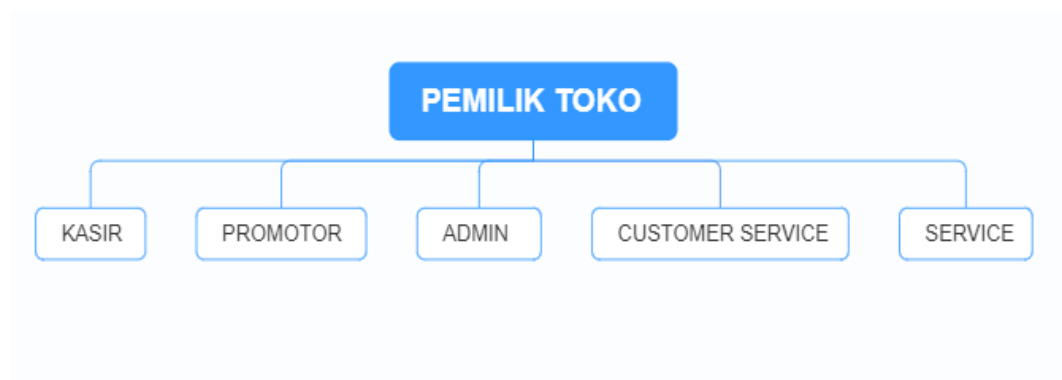 PEMILIK TOKO
KASIR
PROMOTOR
ADMIN
CUSTOMER SERVICE
SERVICE